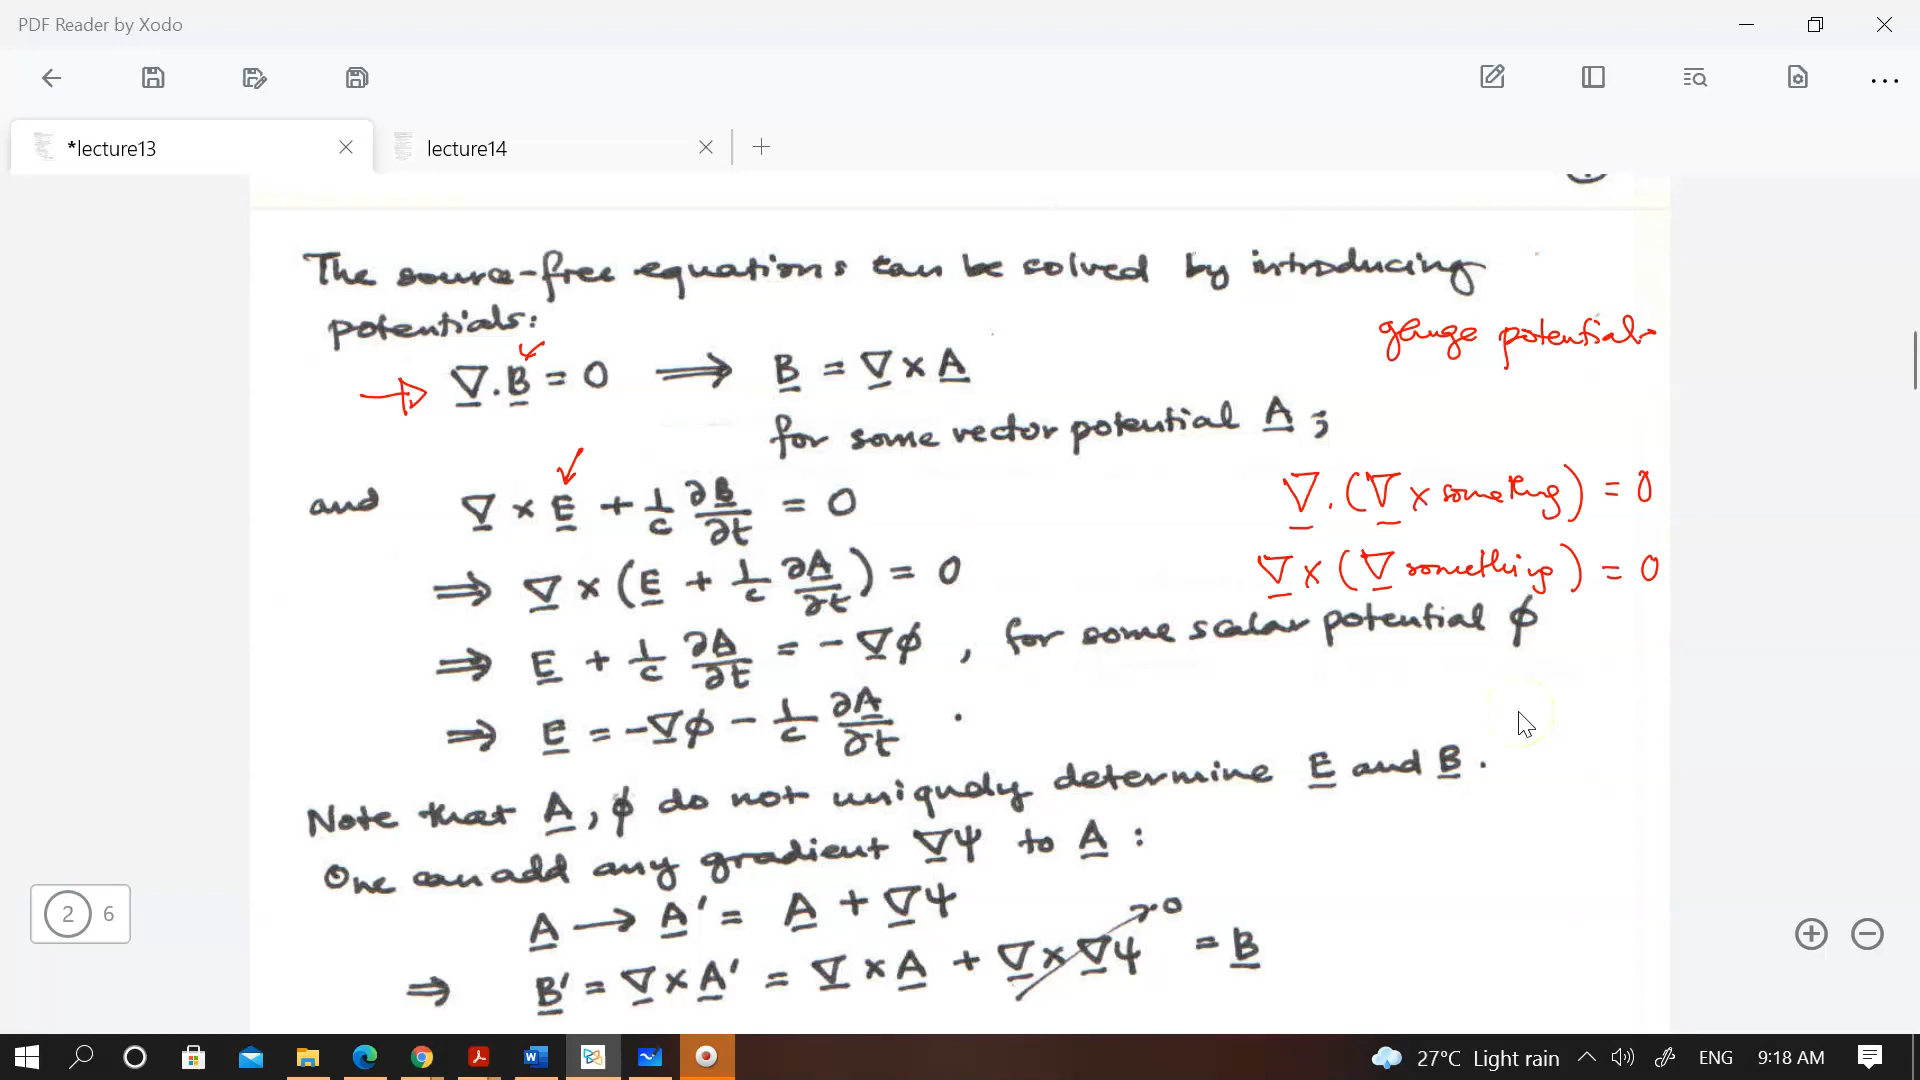 PDF Reader by Xodo
*lecture13
lecture14
The source-free equations can be solved by introducing
potentials:
gauge potentials
∇·B = 0 ⟹ B = ∇ × A
for some vector potential A ;
and ∇ × E + 1/c ∂B/∂t = 0
∇·(∇ × something) = 0
⟹ ∇ × (E + 1/c ∂A/∂t) = 0
∇ × (∇ something) = 0
⟹ E + 1/c ∂A/∂t = − ∇ϕ , for some scalar potential ϕ
⟹ E = −∇ϕ − 1/c ∂A/∂t .
Note that A, ϕ do not uniquely determine E and B .
One can add any gradient ∇ψ to A :
A → A' = A + ∇ψ
⟹ B' = ∇ × A' = ∇ × A + ∇ × ∇ψ → 0 = B
2 6
27°C Light rain ENG 9:18 AM